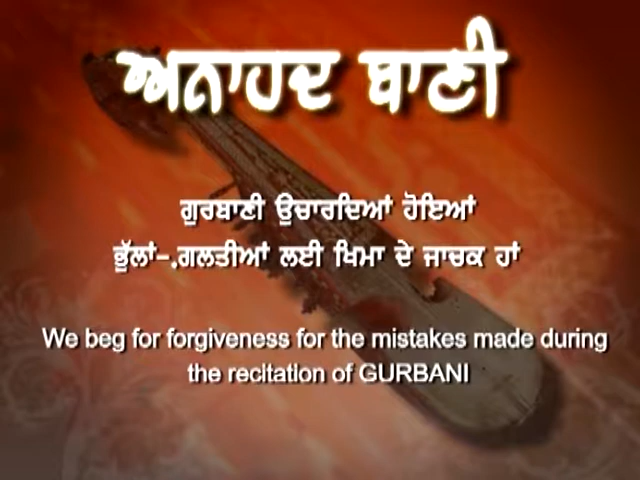 ਅਨਾਹਦ ਬਾਣੀ
ਗੁਰਬਾਣੀ ਉਚਾਰਦਿਆਂ ਹੋਇਆਂ
ਭੁੱਲਾਂ-.ਗਲਤੀਆਂ ਲਈ ਖਿਮਾ ਦੇ ਜਾਚਕ ਹਾਂ
We beg for forgiveness for the mistakes made during
the recitation of GURBANI